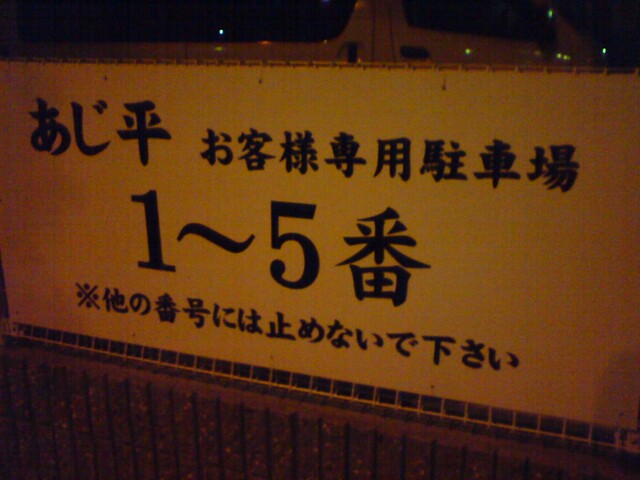 あじ平 お客様専用駐車場
1〜5番
※他の番号には止めないで下さい